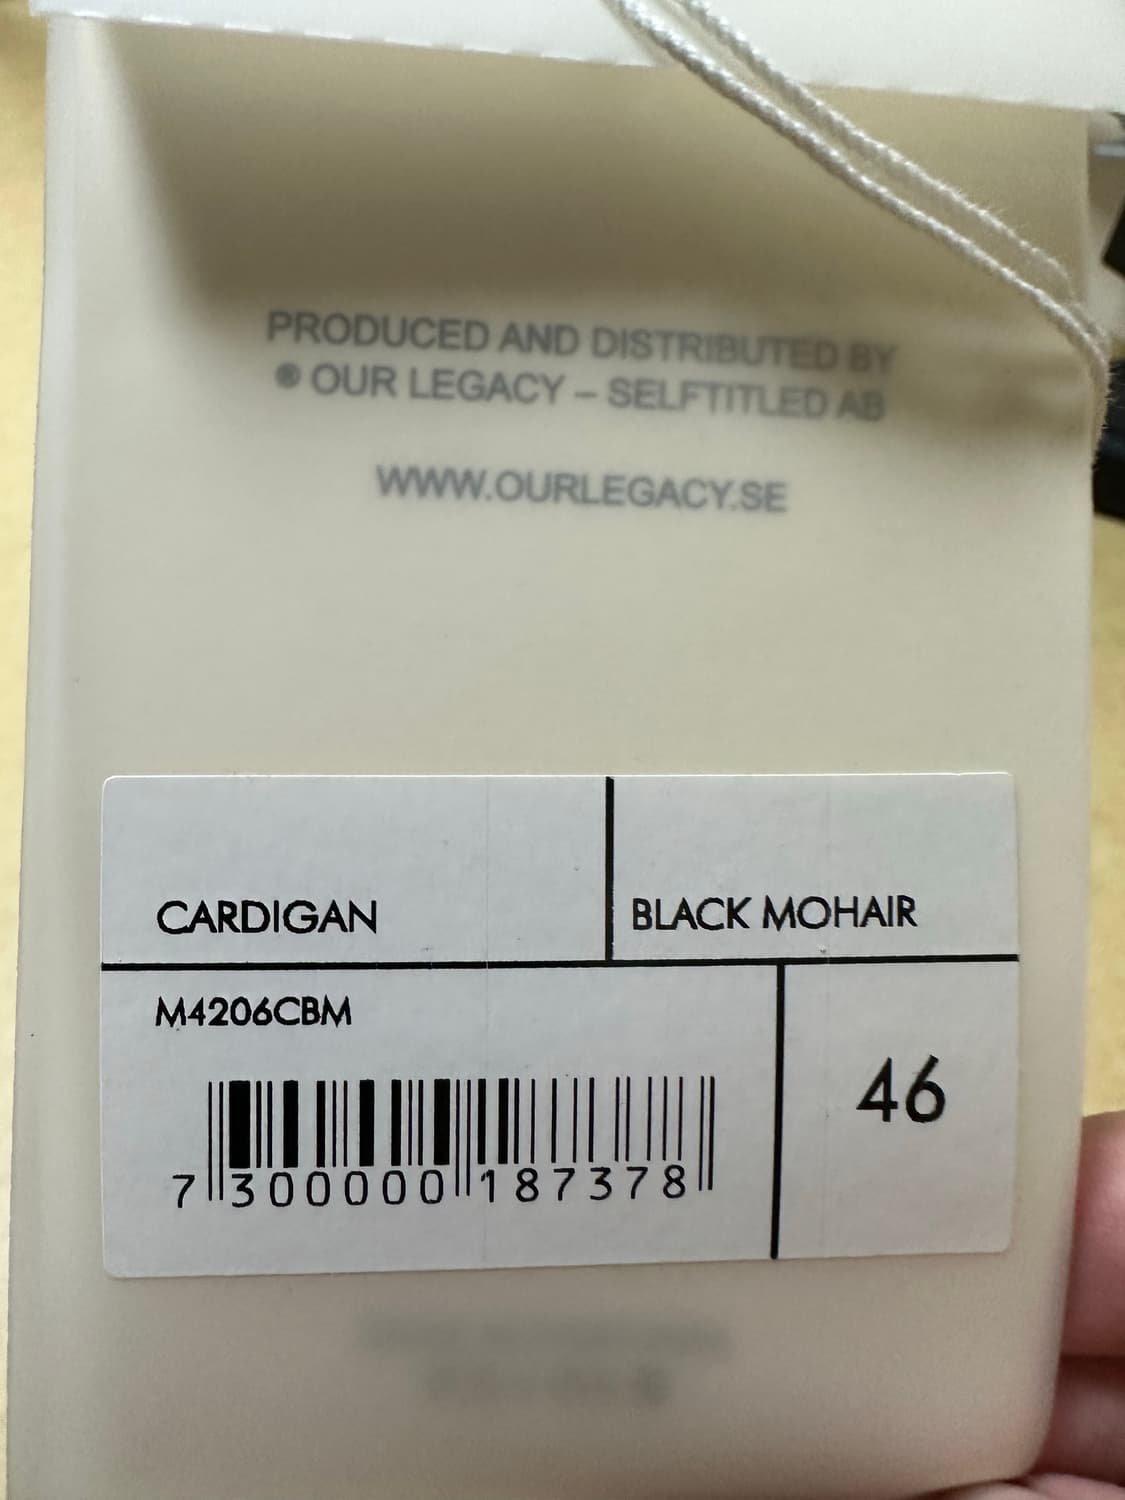 PRODUCED AND DISTRIBUTED BY
® OUR LEGACY – SELFTITLED AB
WWW.OURLEGACY.SE
CARDIGAN
BLACK MOHAIR
M4206CBM
46
7 300000 187378